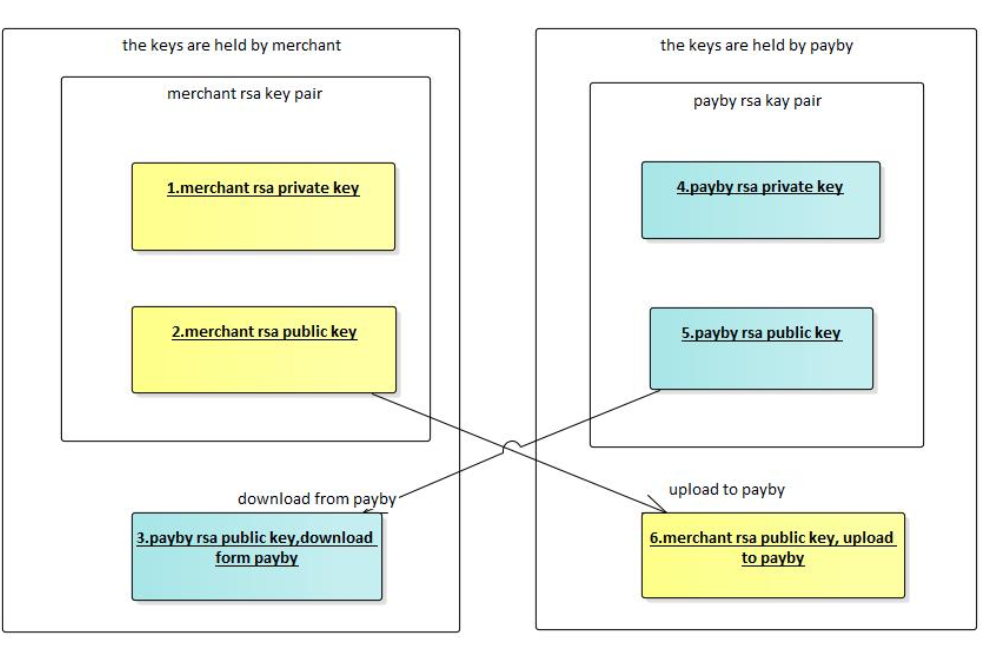 the keys are held by merchant
merchant rsa key pair
1.merchant rsa private key
2.merchant rsa public key
download from payby
3.payby rsa public key,download
form payby
the keys are held by payby
payby rsa kay pair
4.payby rsa private key
5.payby rsa public key
upload to payby
6.merchant rsa public key, upload
to payby